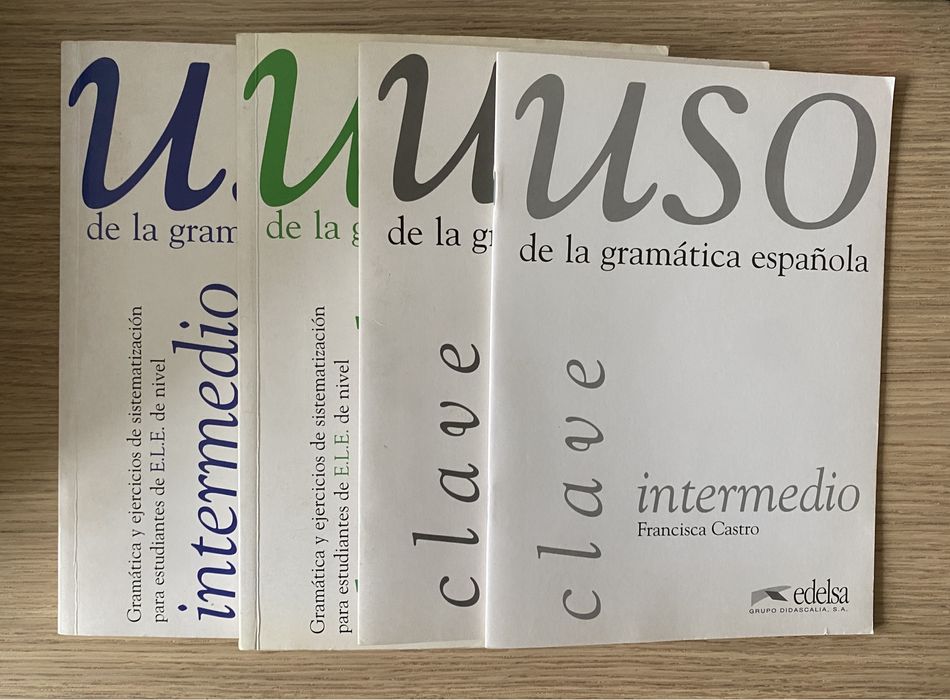 u
de la gram
Gramática y ejercicios de sistematización
para estudiantes de E.L.E. de nivel
intermedio
u
de la g
Gramática y ejercicios de sistematización
para estudiantes de E.L.E. de nivel
u
de la g
clave
uso
de la gramática española
clave
intermedio
Francisca Castro
edelsa
GRUPO DIDASCALIA, S.A.